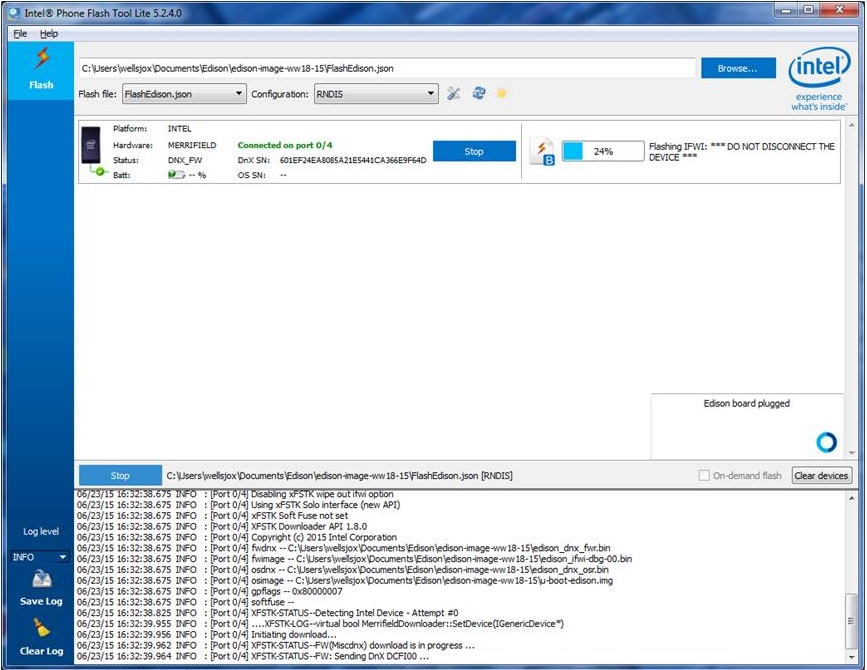 Intel® Phone Flash Tool Lite 5.2.4.0
File Help
Flash
C:\Users\wellsjox\Documents\Edison\edison-image-ww18-15\FlashEdison.json
Browse...
Flash file: FlashEdison.json Configuration: RNDIS
intel
experience
what's inside™
Platform: INTEL
Hardware: MERRIFIELD Connected on port 0/4
Status: DNX_FW DnX SN: 601EF24EA8085A21E5441CA366E9F64D
Batt: -- % OS SN: --
Stop
B
24%
Flashing IFWI: *** DO NOT DISCONNECT THE
DEVICE ***
Edison board plugged
Stop
C:\Users\wellsjox\Documents\Edison\edison-image-ww18-15\FlashEdison.json [RNDIS]
On-demand flash
Clear devices
06/23/15 16:32:38.675 INFO : [Port 0/4] Disabling xFSTK wipe out ifwi option
06/23/15 16:32:38.675 INFO : [Port 0/4] Using xFSTK Solo interface (new API)
06/23/15 16:32:38.675 INFO : [Port 0/4] xFSTK Soft Fuse not set
06/23/15 16:32:38.675 INFO : [Port 0/4] XFSTK Downloader API 1.8.0
06/23/15 16:32:38.675 INFO : [Port 0/4] Copyright (c) 2015 Intel Corporation
06/23/15 16:32:38.675 INFO : [Port 0/4] fwdnx -- C:\Users\wellsjox\Documents\Edison\edison-image-ww18-15\edison_dnx_fwr.bin
06/23/15 16:32:38.675 INFO : [Port 0/4] fwimage -- C:\Users\wellsjox\Documents\Edison\edison-image-ww18-15\edison_ifwi-dbg-00.bin
06/23/15 16:32:38.675 INFO : [Port 0/4] osdnx -- C:\Users\wellsjox\Documents\Edison\edison-image-ww18-15\edison_dnx_osr.bin
06/23/15 16:32:38.675 INFO : [Port 0/4] osimage -- C:\Users\wellsjox\Documents\Edison\edison-image-ww18-15\u-boot-edison.img
06/23/15 16:32:38.675 INFO : [Port 0/4] gpflags -- 0x80000007
06/23/15 16:32:38.675 INFO : [Port 0/4] softfuse --
06/23/15 16:32:38.825 INFO : [Port 0/4] XFSTK-STATUS--Detecting Intel Device - Attempt #0
06/23/15 16:32:39.955 INFO : [Port 0/4] ....XFSTK-LOG--virtual bool MerrifieldDownloader::SetDevice(IGenericDevice*)
06/23/15 16:32:39.956 INFO : [Port 0/4] Initiating download...
06/23/15 16:32:39.962 INFO : [Port 0/4] XFSTK-STATUS--FW(Miscdnx) download is in progress ...
06/23/15 16:32:39.964 INFO : [Port 0/4] XFSTK-STATUS--FW: Sending DnX DCFI00 ...
Log level
INFO
Save Log
Clear Log